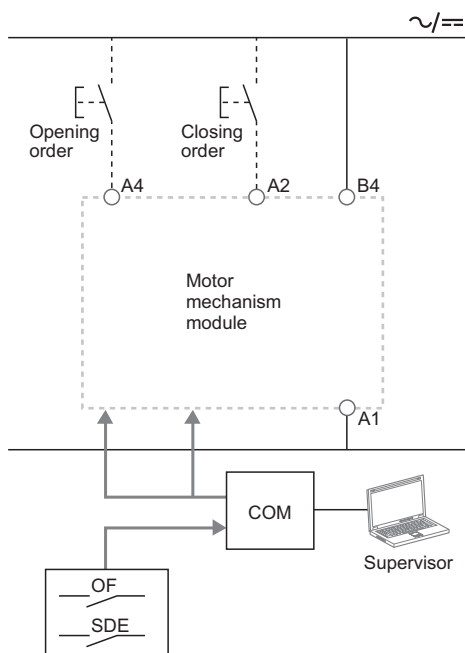 Opening
order
Closing
order
A4
A2
B4
Motor
mechanism
module
A1
COM
Supervisor
OF
SDE